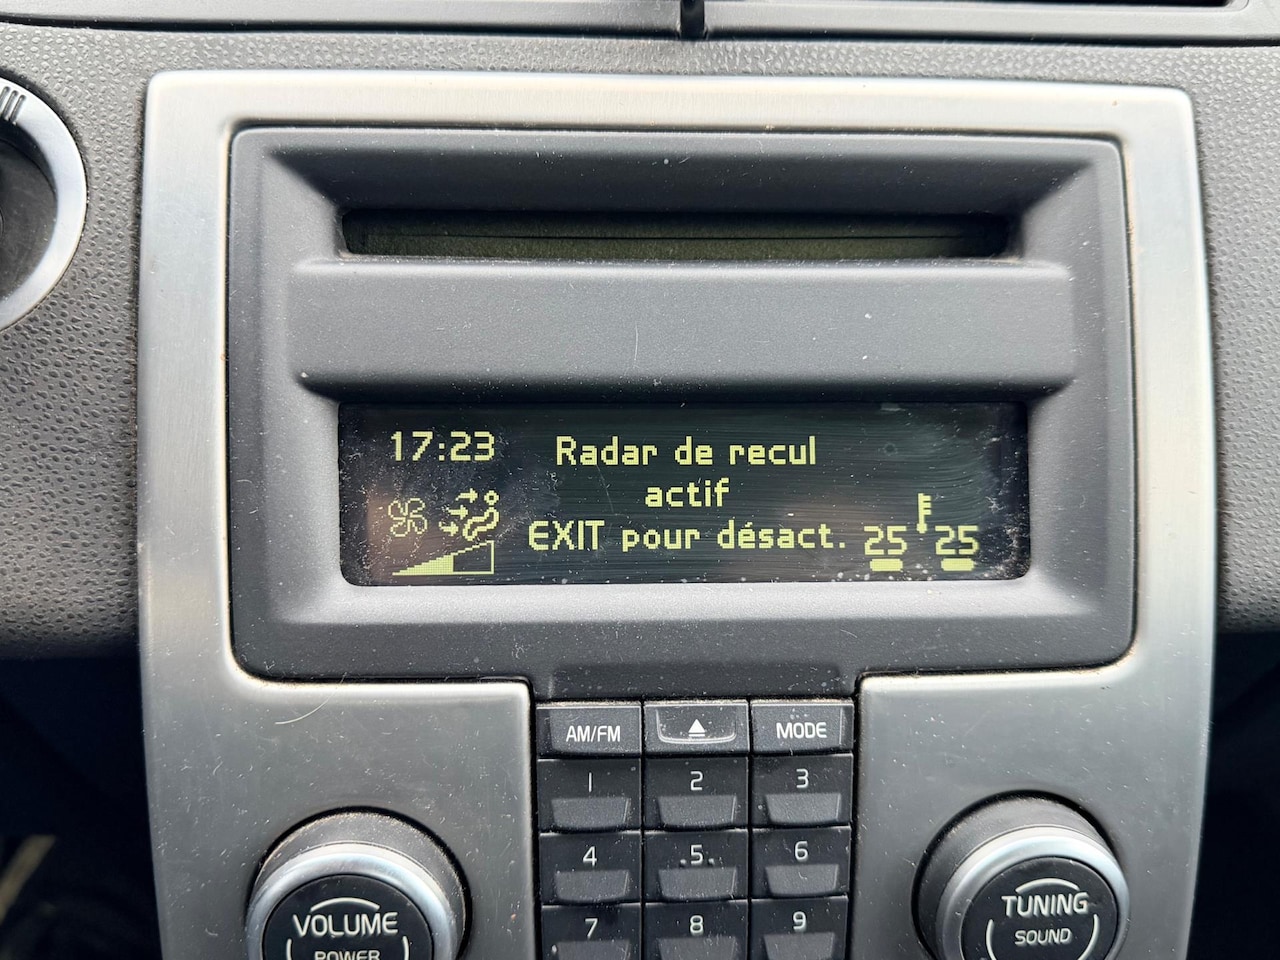 17:23
Radar de recul
actif
EXIT pour désact.
25 25
AM/FM MODE
1 2 3
4 .5. 6
7 8 9
VOLUME
POWER
TUNING
SOUND